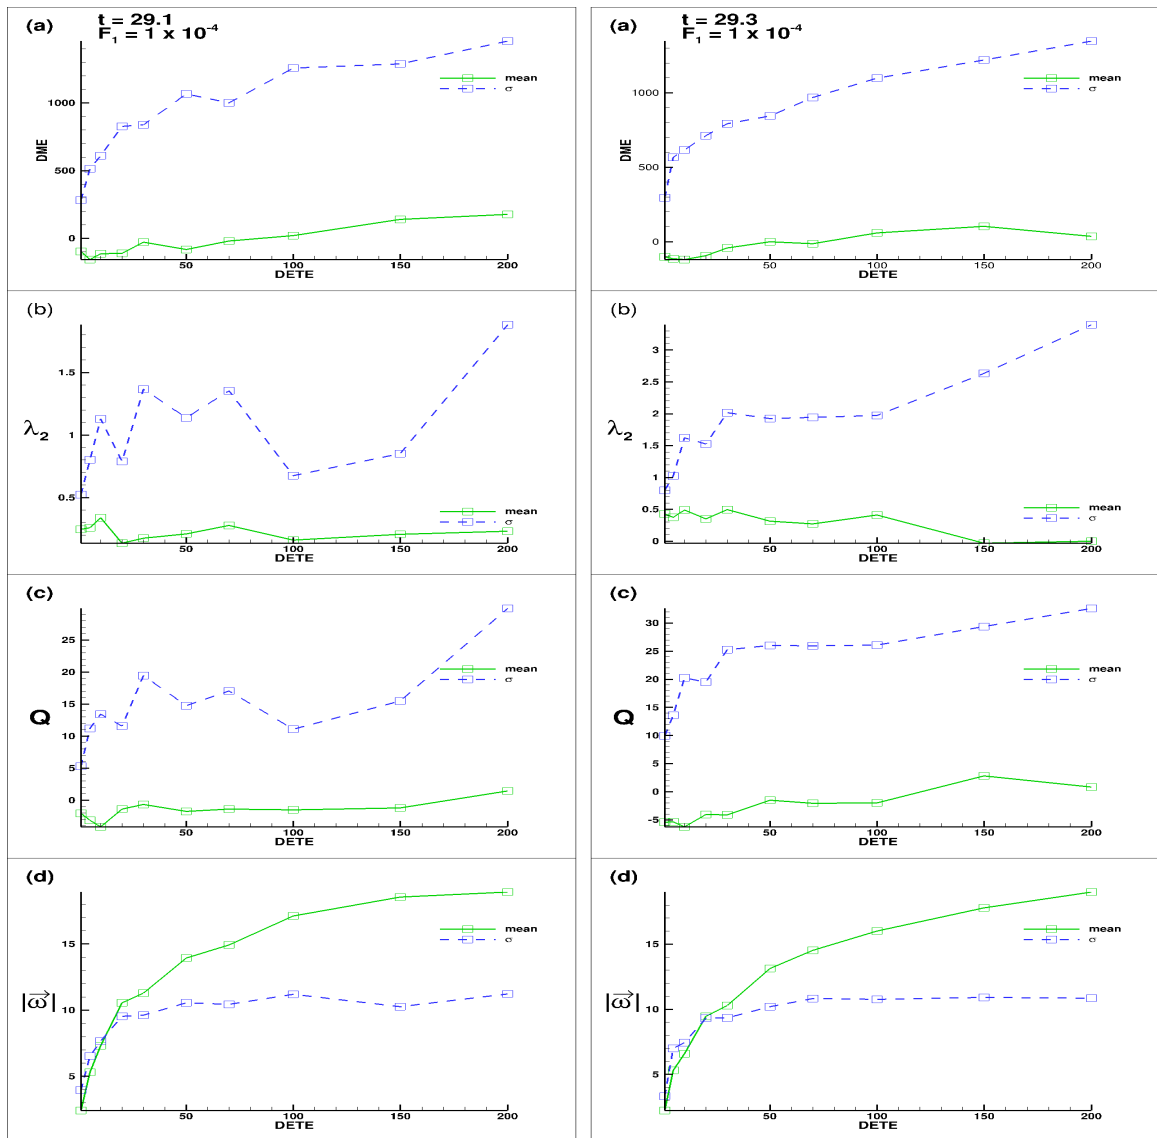 (a)
t = 29.1
F₁ = 1 x 10⁻⁴
mean
σ
1000
500
0
DME
50
100
150
200
DETE
(b)
1.5
1
0.5
λ₂
mean
σ
50
100
150
200
DETE
(c)
25
20
15
10
5
0
Q
mean
σ
50
100
150
200
DETE
(d)
mean
σ
15
10
5
|ω⃗|
50
100
150
200
DETE
(a)
t = 29.3
F₁ = 1 x 10⁻⁴
mean
σ
1000
500
0
DME
50
100
150
200
DETE
(b)
3
2.5
2
1.5
1
0.5
0
λ₂
mean
σ
50
100
150
200
DETE
(c)
30
25
20
15
10
5
0
-5
Q
mean
σ
50
100
150
200
DETE
(d)
mean
σ
15
10
5
|ω⃗|
50
100
150
200
DETE